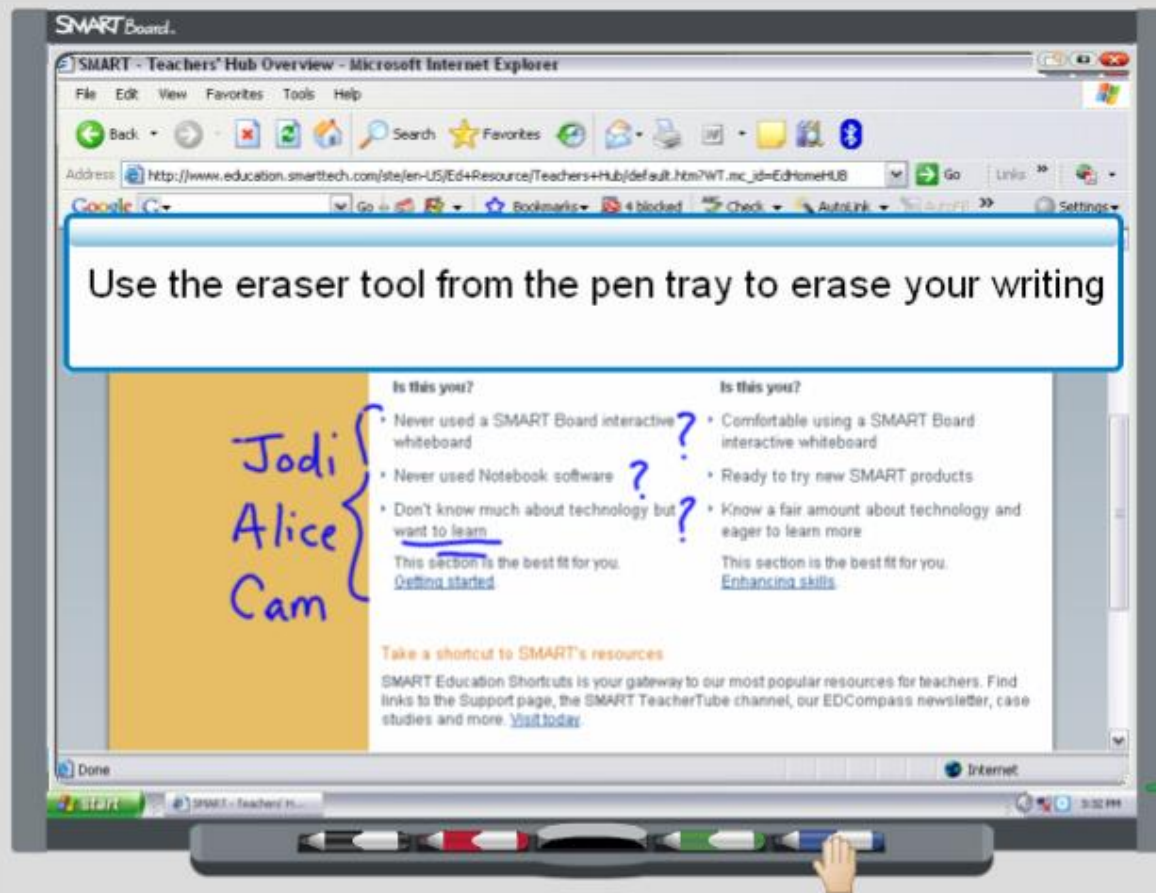 SMART Board.
SMART - Teachers' Hub Overview - Microsoft Internet Explorer
File Edit View Favorites Tools Help
Back Search Favorites
Address http://www.education.smarttech.com/ste/en-US/Ed+Resource/Teachers+Hub/default.htm?WT.mc_id=EdHomeHUB Go Links »
Google Go Bookmarks 4 blocked Check AutoLink AutoFill » Settings
Use the eraser tool from the pen tray to erase your writing
Is this you?
Never used a SMART Board interactive ?
whiteboard
Never used Notebook software ?
Don't know much about technology but ?
want to learn
This section is the best fit for you.
Getting started.
Is this you?
Comfortable using a SMART Board
interactive whiteboard
Ready to try new SMART products
Know a fair amount about technology and
eager to learn more
This section is the best fit for you.
Enhancing skills.
Jodi
Alice
Cam
Take a shortcut to SMART's resources
SMART Education Shortcuts is your gateway to our most popular resources for teachers. Find
links to the Support page, the SMART TeacherTube channel, our EDCompass newsletter, case
studies and more. Visit today.
Done Internet
start SMART - Teachers' H... 3:32 PM